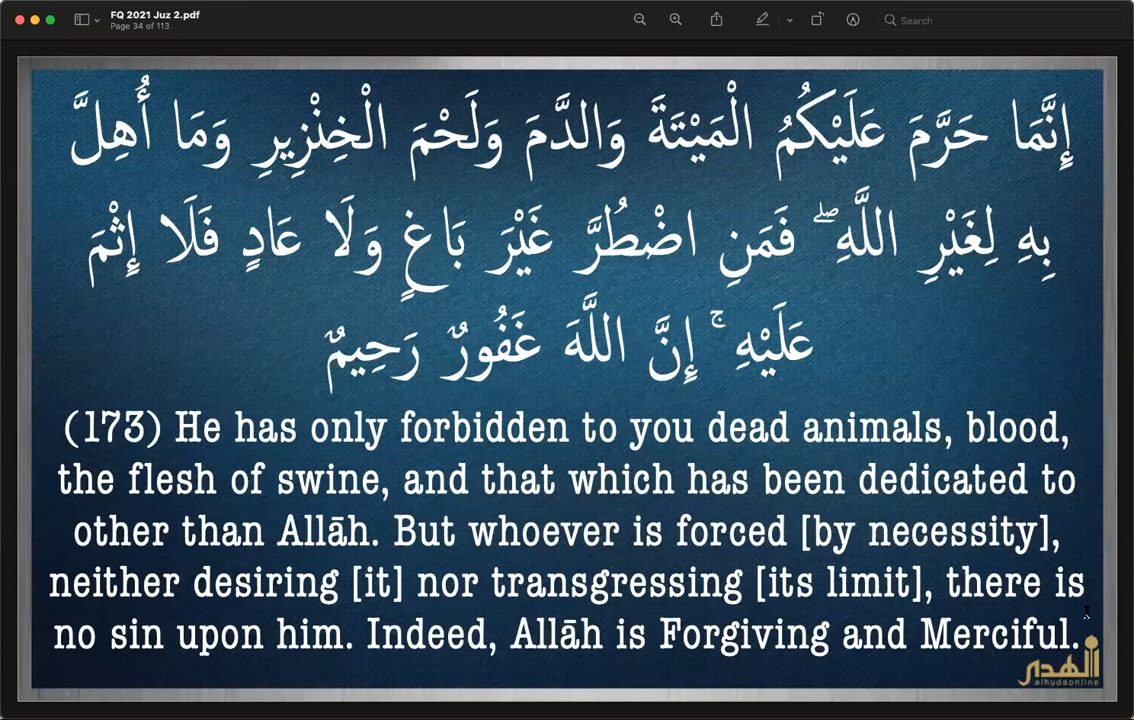 FQ 2021 Juz 2.pdf
Page 34 of 113
Search
إِنَّمَا حَرَّمَ عَلَيْكُمُ الْمَيْتَةَ وَالدَّمَ وَلَحْمَ الْخِنْزِيرِ وَمَا أُهِلَّ
بِهِ لِغَيْرِ اللَّهِ ۖ فَمَنِ اضْطُرَّ غَيْرَ بَاغٍ وَلَا عَادٍ فَلَا إِثْمَ
عَلَيْهِ ۚ إِنَّ اللَّهَ غَفُورٌ رَحِيمٌ
(173) He has only forbidden to you dead animals, blood,
the flesh of swine, and that which has been dedicated to
other than Allāh. But whoever is forced [by necessity],
neither desiring [it] nor transgressing [its limit], there is
no sin upon him. Indeed, Allāh is Forgiving and Merciful.
الهدى
alhudaonline